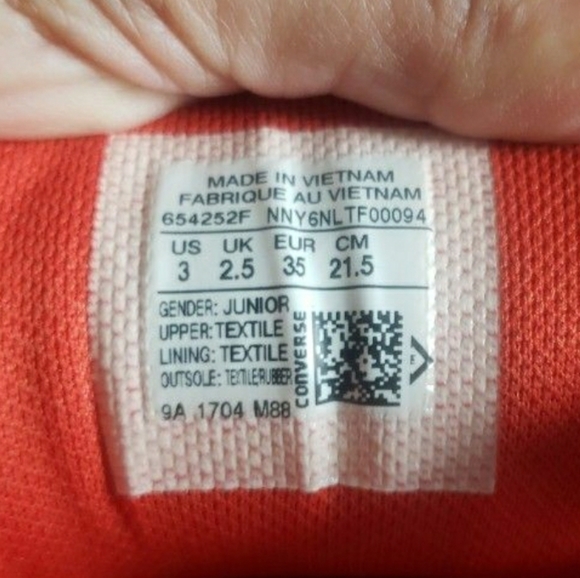 MADE IN VIETNAM
FABRIQUE AU VIETNAM
654252F NNY6NLTF00094
US UK EUR CM
3 2.5 35 21.5
GENDER: JUNIOR
UPPER: TEXTILE
LINING: TEXTILE
OUTSOLE: TEXTILE/RUBBER
CONVERSE
E
9A 1704 M88